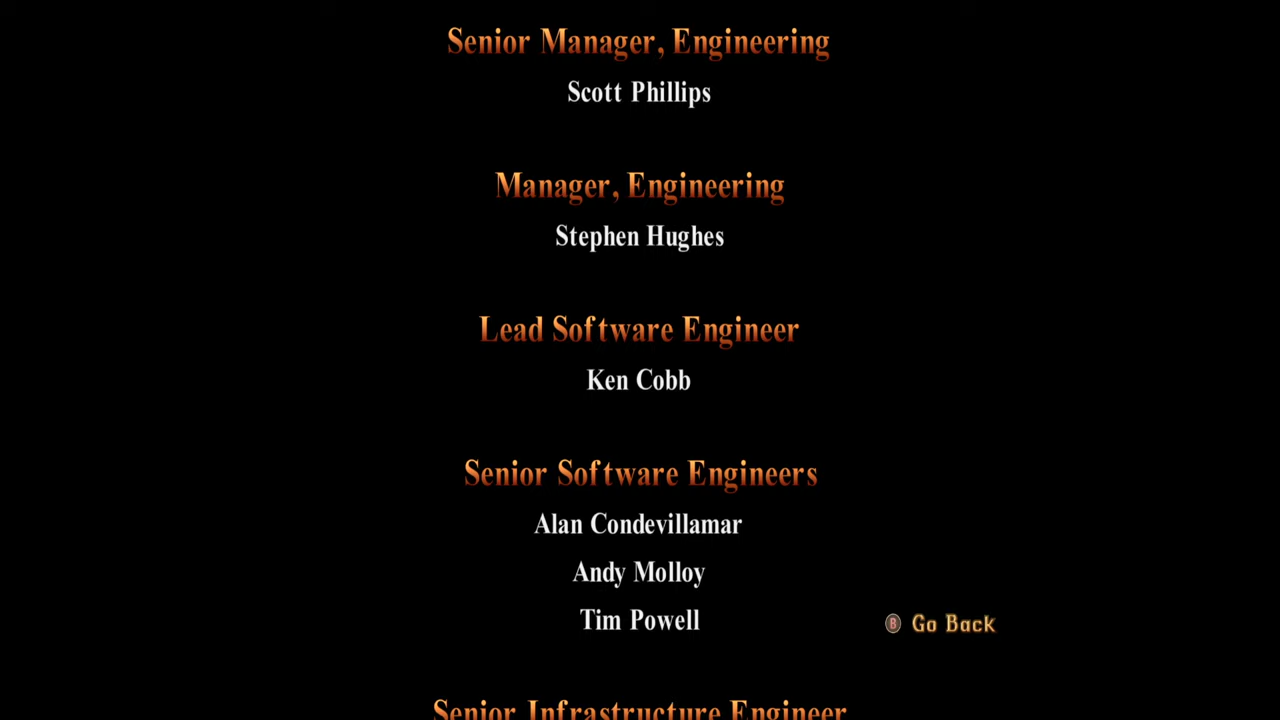 Senior Manager, Engineering
Scott Phillips
Manager, Engineering
Stephen Hughes
Lead Software Engineer
Ken Cobb
Senior Software Engineers
Alan Condevillamar
Andy Molloy
Tim Powell
B Go Back
Senior Infrastructure Engineer